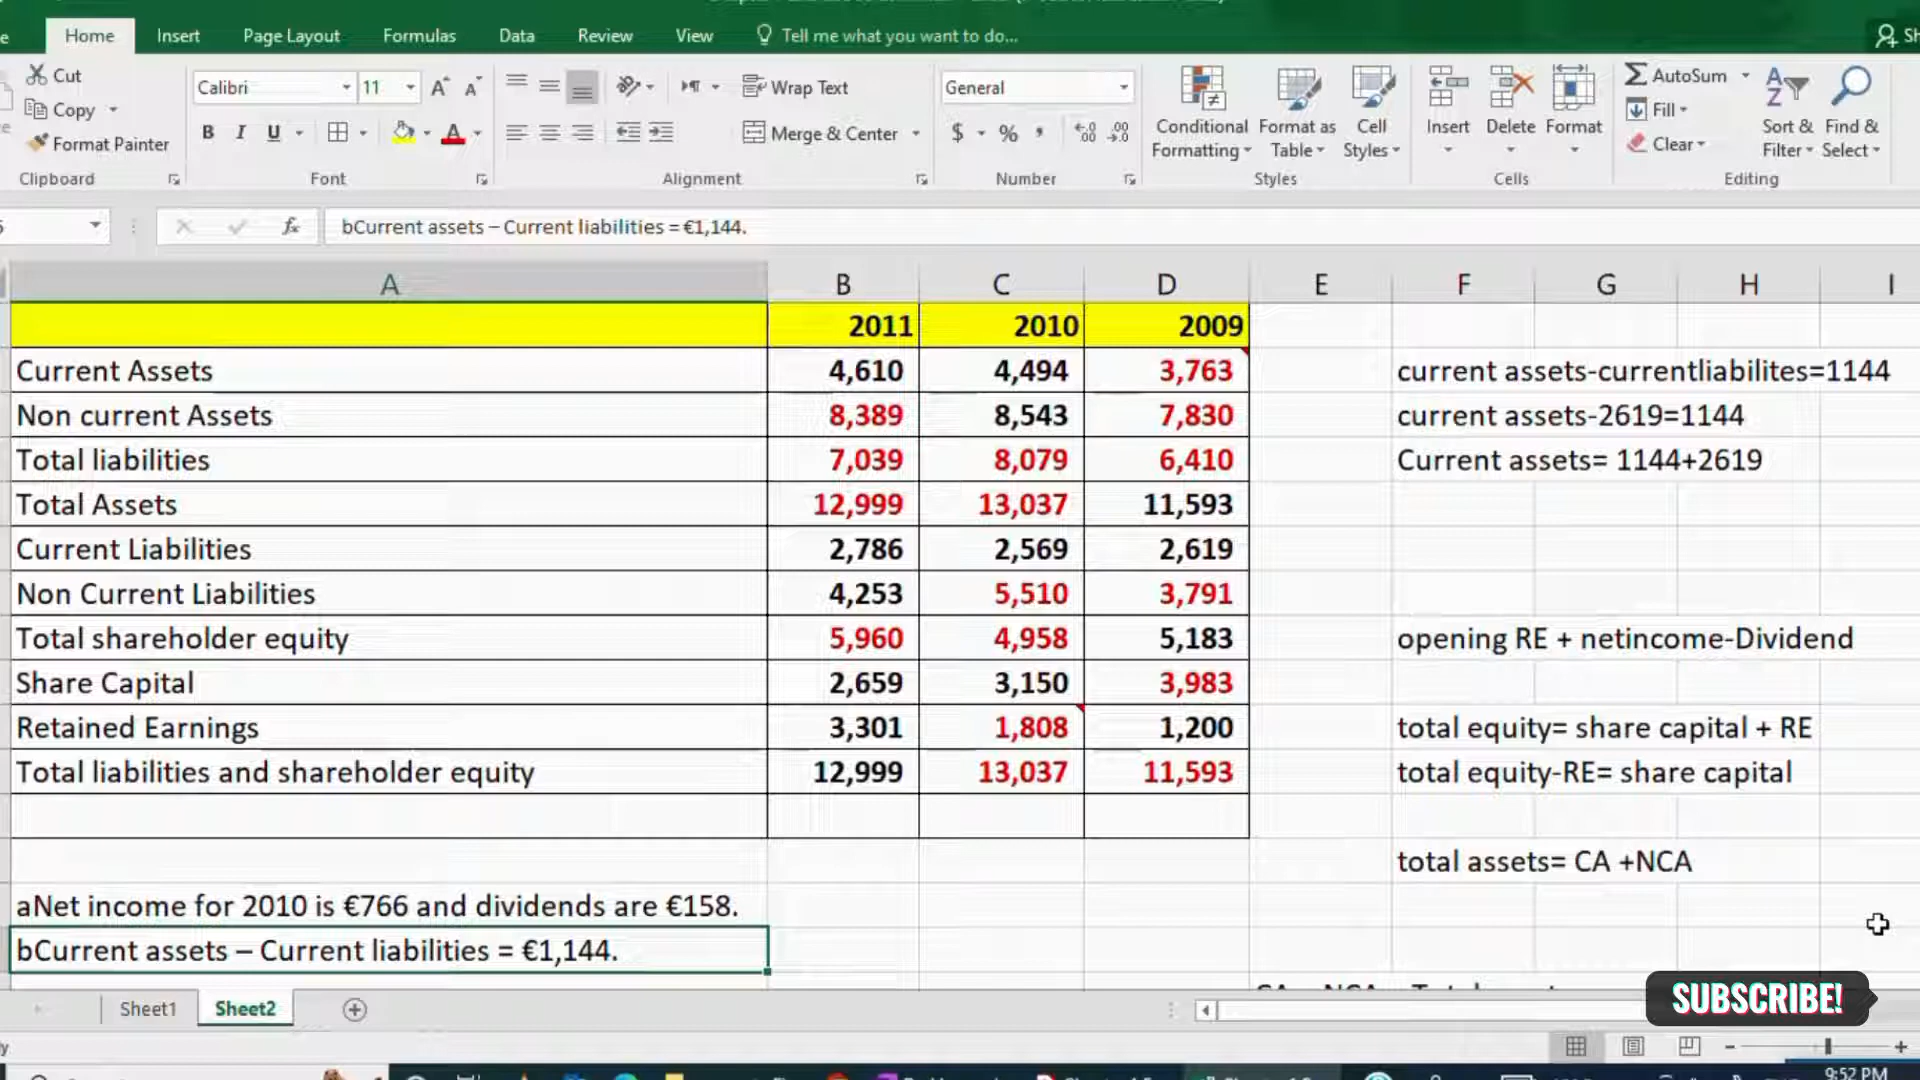 Home Insert Page Layout Formulas Data Review View Tell me what you want to do...
Cut
Copy
Format Painter
Clipboard
Calibri 11
B I U
Font
Wrap Text
Merge & Center
Alignment
General
$ %
Number
Conditional Formatting
Format as Table
Cell Styles
Styles
Insert Delete Format
Cells
AutoSum
Fill
Clear
Sort & Filter
Find & Select
Editing
fx bCurrent assets – Current liabilities = €1,144.
A B C D E F G H I
2011 2010 2009
Current Assets 4,610 4,494 3,763 current assets-currentliabilites=1144
Non current Assets 8,389 8,543 7,830 current assets-2619=1144
Total liabilities 7,039 8,079 6,410 Current assets= 1144+2619
Total Assets 12,999 13,037 11,593
Current Liabilities 2,786 2,569 2,619
Non Current Liabilities 4,253 5,510 3,791
Total shareholder equity 5,960 4,958 5,183 opening RE + netincome-Dividend
Share Capital 2,659 3,150 3,983
Retained Earnings 3,301 1,808 1,200 total equity= share capital + RE
Total liabilities and shareholder equity 12,999 13,037 11,593 total equity-RE= share capital
total assets= CA +NCA
aNet income for 2010 is €766 and dividends are €158.
bCurrent assets – Current liabilities = €1,144.
SUBSCRIBE!
Sheet1 Sheet2
9:52 PM